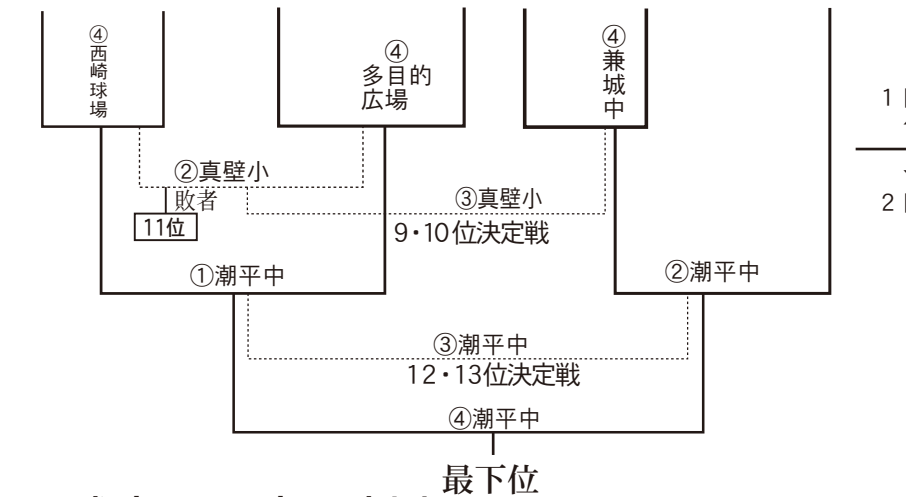 ④西崎球場
④
多目的
広場
④兼城中
1
②真壁小
敗者
③真壁小
2
11位
9・10位決定戦
①潮平中
②潮平中
③潮平中
12・13位決定戦
④潮平中
最下位